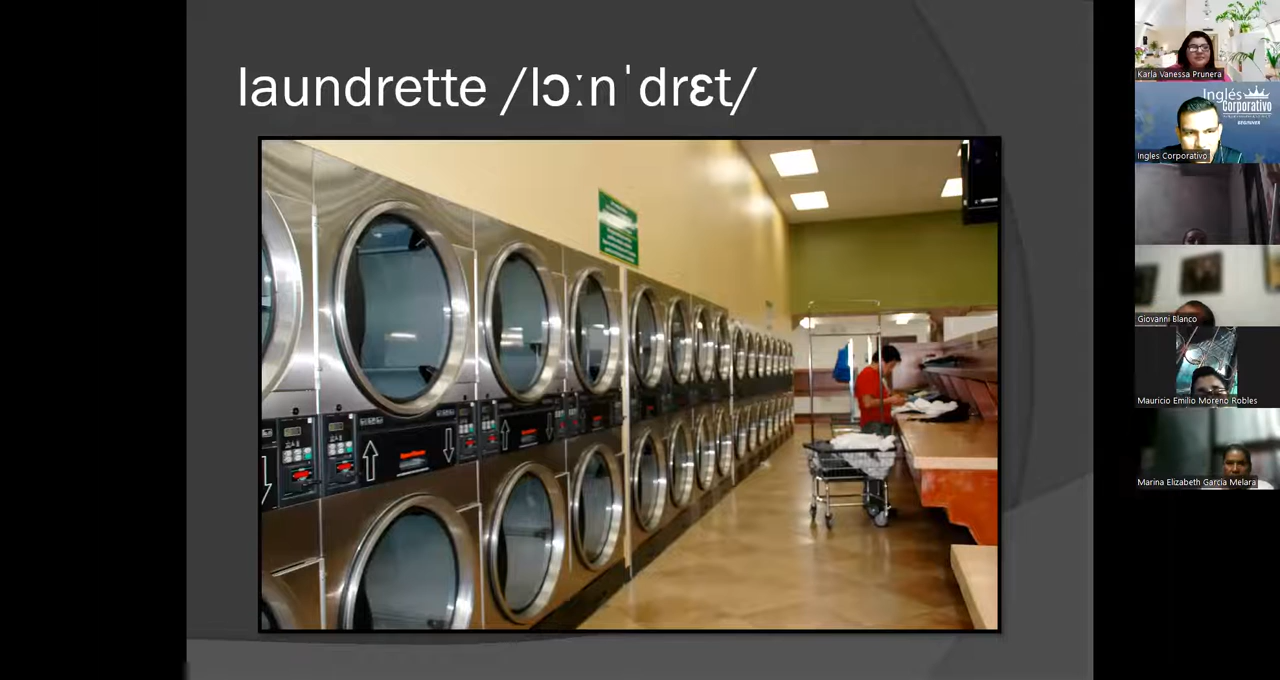 laundrette /lɔːnˈdrɛt/
Karla Vanessa Prunera
Inglés
Corporativo
BEGINNER
Ingles Corporativo
Giovanni Blanco
Mauricio Emilio Moreno Robles
Marina Elizabeth Garcia Melara